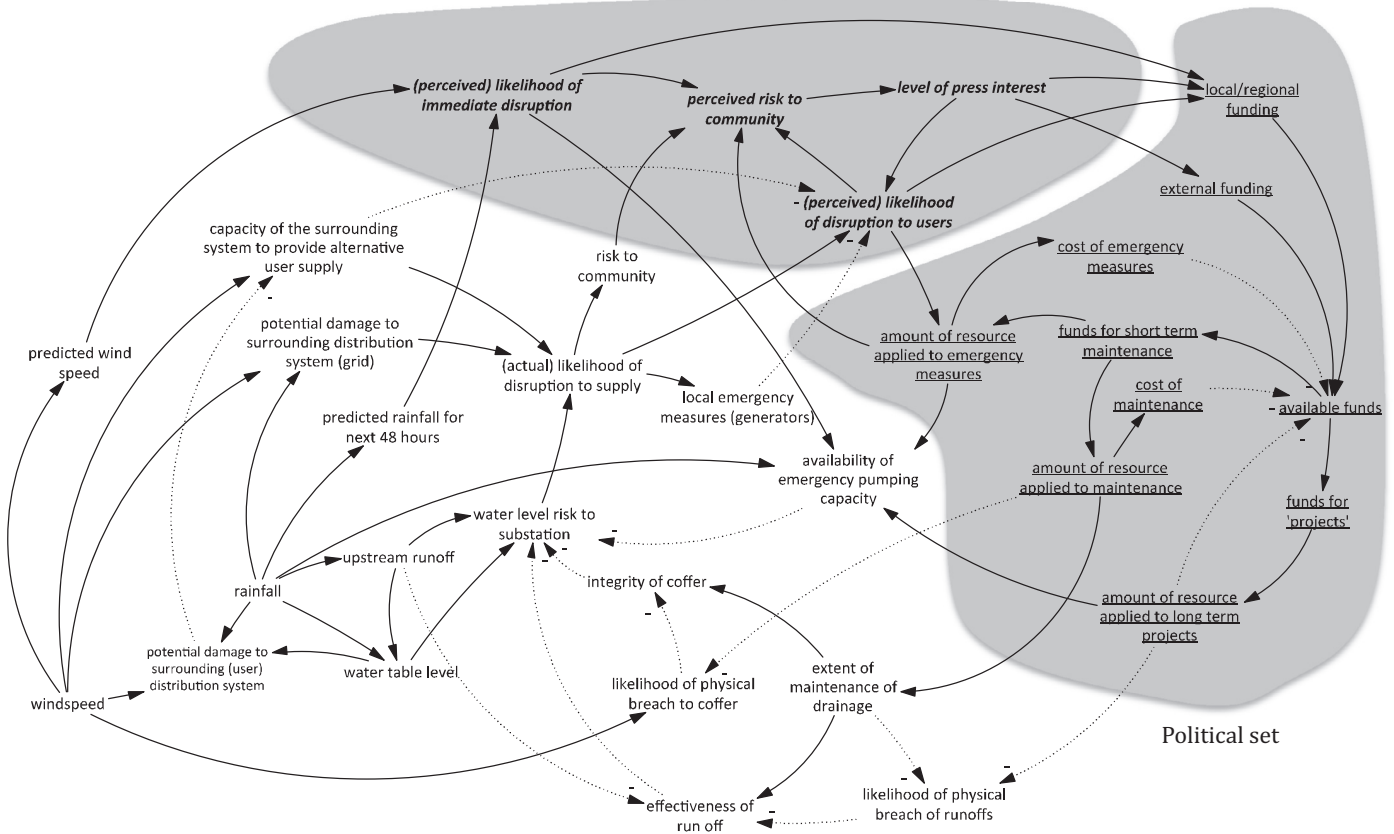 (perceived) likelihood of
immediate disruption
perceived risk to
community
level of press interest
local/regional
funding
external funding
-
(perceived) likelihood
of disruption to users
-
capacity of the surrounding
system to provide alternative
user supply
-
risk to
community
cost of emergency
measures
potential damage to
surrounding distribution
system (grid)
predicted wind
speed
(actual) likelihood of
disruption to supply
amount of resource
applied to emergency
measures
funds for short term
maintenance
local emergency
measures (generators)
cost of
maintenance
-
- available funds
-
predicted rainfall for
next 48 hours
availability of
emergency pumping
capacity
amount of resource
applied to maintenance
funds for
'projects'
water level risk to
substation
-
-
-
upstream runoff
integrity of coffer
-
rainfall
amount of resource
applied to long term
projects
potential damage to
surrounding (user)
distribution system
water table level
windspeed
likelihood of physical
breach to coffer
-
extent of
maintenance of
drainage
Political set
-
effectiveness of
run off
-
-
-
likelihood of physical
breach of runoffs